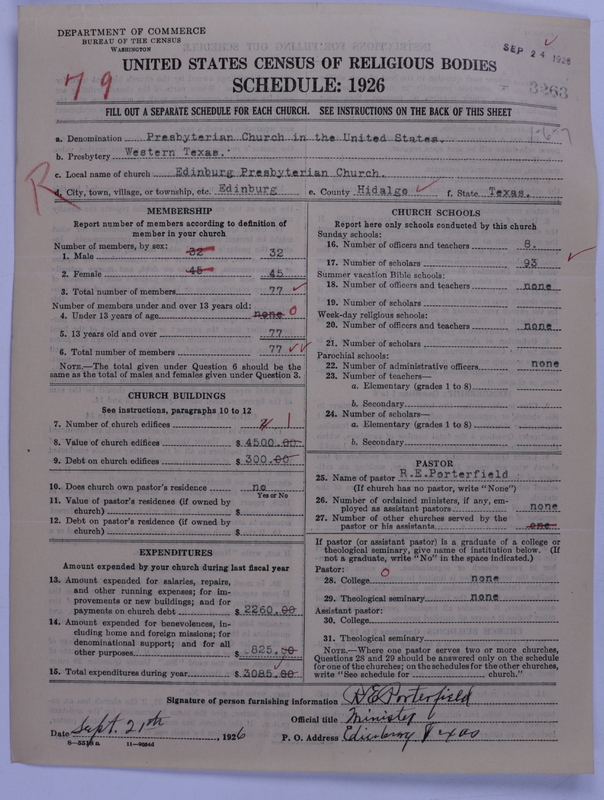 DEPARTMENT OF COMMERCE
BUREAU OF THE CENSUS
WASHINGTON
SEP 24 1926
UNITED STATES CENSUS OF RELIGIOUS BODIES
SCHEDULE: 1926
79
3263
FILL OUT A SEPARATE SCHEDULE FOR EACH CHURCH. SEE INSTRUCTIONS ON THE BACK OF THIS SHEET
a. Denomination Presbyterian Church in the United States.
1-6-7
b. Presbytery Western Texas.
c. Local name of church Edinburg Presbyterian Church.
R
d. City, town, village, or township, etc. Edinburg e. County Hidalgo f. State Texas.
MEMBERSHIP
Report number of members according to definition of
member in your church
Number of members, by sex:
1. Male 32 32
2. Female 45 45
3. Total number of members 77
Number of members under and over 13 years old:
4. Under 13 years of age none 0
5. 13 years old and over 77
6. Total number of members 77
NOTE.—The total given under Question 6 should be the
same as the total of males and females given under Question 3.
CHURCH BUILDINGS
See instructions, paragraphs 10 to 12
7. Number of church edifices 1
8. Value of church edifices $ 4500.00
9. Debt on church edifices $ 300.00
10. Does church own pastor's residence no
Yes or No
11. Value of pastor's residence (if owned by
church) $
12. Debt on pastor's residence (if owned by
church) $
EXPENDITURES
Amount expended by your church during last fiscal year
13. Amount expended for salaries, repairs,
and other running expenses; for im-
provements or new buildings; and for
payments on church debt $ 2260.00
14. Amount expended for benevolences, in-
cluding home and foreign missions; for
denominational support; and for all
other purposes $ 825.00
15. Total expenditures during year $ 3085.00
CHURCH SCHOOLS
Report here only schools conducted by this church
Sunday schools:
16. Number of officers and teachers 8.
17. Number of scholars 93
Summer vacation Bible schools:
18. Number of officers and teachers none
19. Number of scholars
Week-day religious schools:
20. Number of officers and teachers none
21. Number of scholars
Parochial schools:
22. Number of administrative officers none
23. Number of teachers—
a. Elementary (grades 1 to 8)
b. Secondary
24. Number of scholars—
a. Elementary (grades 1 to 8)
b. Secondary
PASTOR
25. Name of pastor R.E.Porterfield
(If church has no pastor, write "None")
26. Number of ordained ministers, if any, em-
ployed as assistant pastors none
27. Number of other churches served by the
pastor or his assistants one
If pastor (or assistant pastor) is a graduate of a college or
theological seminary, give name of institution below. (If
not a graduate, write "No" in the space indicated.)
Pastor:
28. College 0 none
29. Theological seminary none
Assistant pastor:
30. College
31. Theological seminary
NOTE.—Where one pastor serves two or more churches,
Questions 28 and 29 should be answered only on the schedule
for one of the churches; on the schedules for the other churches,
write "See schedule for church."
Signature of person furnishing information R E Porterfield
Official title Minister
Date Sept. 21th, 1926 P. O. Address Edinburg Texas